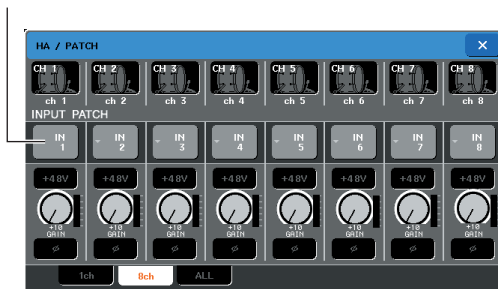 HA / PATCH
CH 1 CH 2 CH 3 CH 4 CH 5 CH 6 CH 7 CH 8
ch 1 ch 2 ch 3 ch 4 ch 5 ch 6 ch 7 ch 8
INPUT PATCH
IN IN IN IN IN IN IN IN
1 2 3 4 5 6 7 8
+48V +48V +48V +48V +48V +48V +48V +48V
+10 +10 +10 +10 +10 +10 +10 +10
GAIN GAIN GAIN GAIN GAIN GAIN GAIN GAIN
ø ø ø ø ø ø ø ø
1ch 8ch ALL